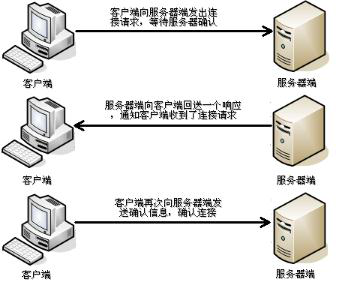 客户端向服务器端发出连
接请求，等待服务器确认
客户端
服务器端
服务器端向客户端回送一个响应
，通知客户端收到了连接请求
客户端
服务器端
客户端再次向服务器端发
送确认信息，确认连接
客户端
服务器端